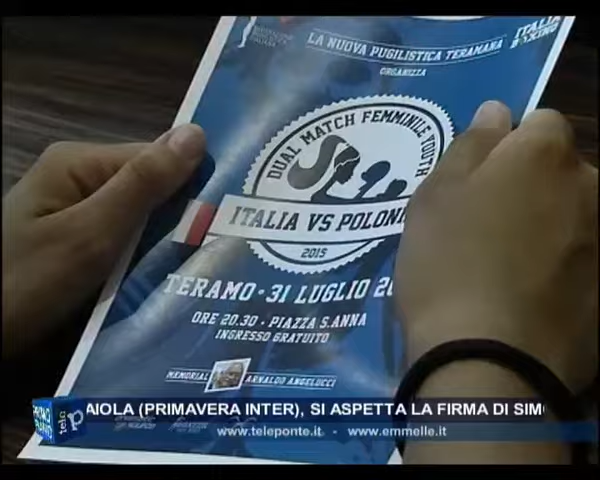 LA NUOVA PUGILISTICA TERAMANA
ORGANIZZA
ITALIA
BOXING
DUAL MATCH FEMMINILE YOUTH
ITALIA VS POLONI
2015
TERAMO · 31 LUGLIO 20
ORE 20.30 · PIAZZA S.ANNA
INGRESSO GRATUITO
MEMORIAL ARNALDO ANGELUCCI
AIOLA (PRIMAVERA INTER), SI ASPETTA LA FIRMA DI SIM
www.teleponte.it - www.emmelle.it